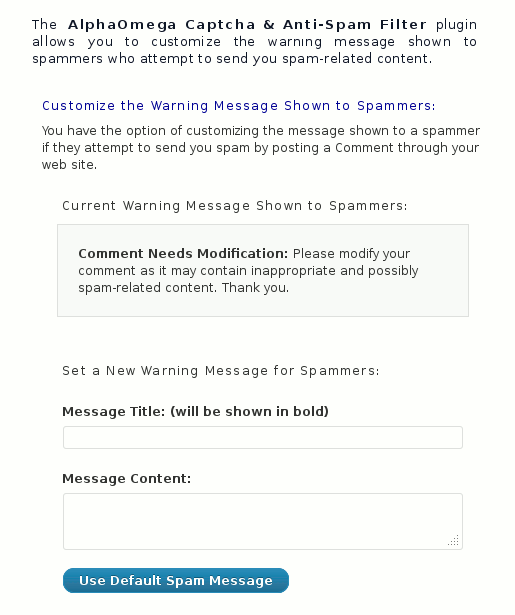 The AlphaOmega Captcha & Anti-Spam Filter plugin
allows you to customize the warning message shown to
spammers who attempt to send you spam-related content.
Customize the Warning Message Shown to Spammers:
You have the option of customizing the message shown to a spammer
if they attempt to send you spam by posting a Comment through your
web site.
Current Warning Message Shown to Spammers:
Comment Needs Modification: Please modify your
comment as it may contain inappropriate and possibly
spam-related content. Thank you.
Set a New Warning Message for Spammers:
Message Title: (will be shown in bold)
Message Content:
Use Default Spam Message